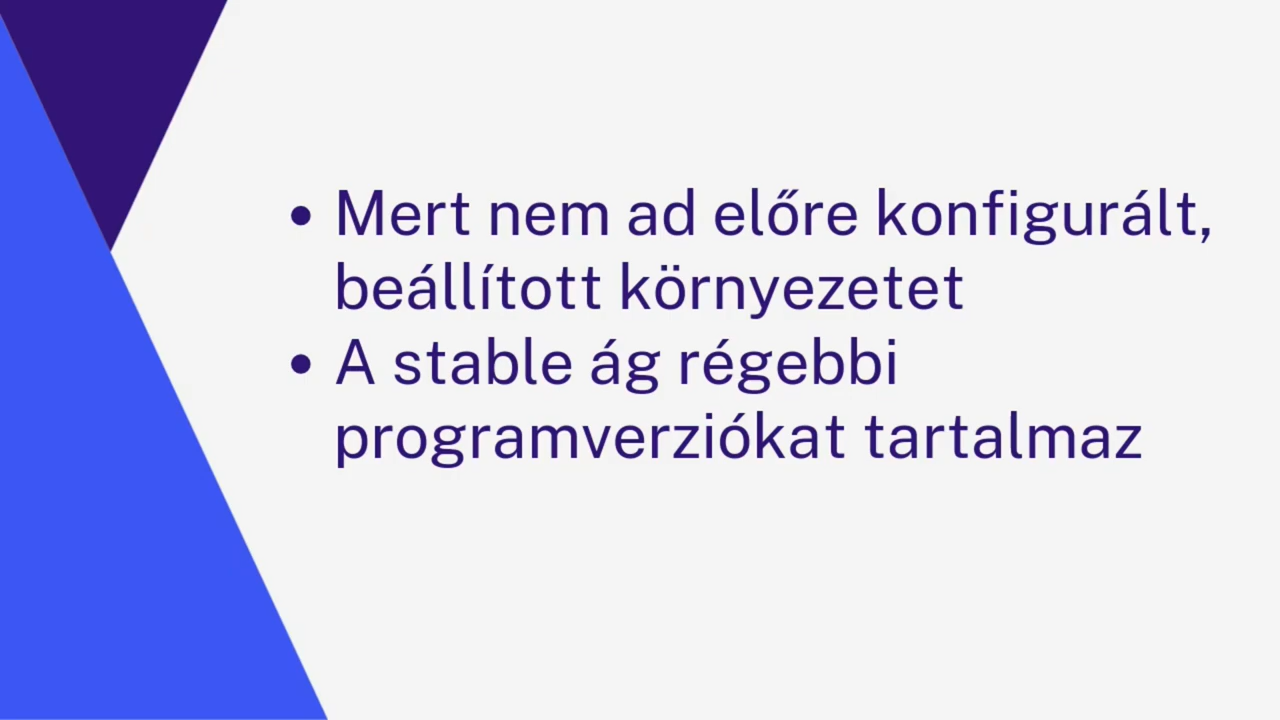 • Mert nem ad előre konfigurált,
beállított környezetet
• A stable ág régebbi
programverziókat tartalmaz